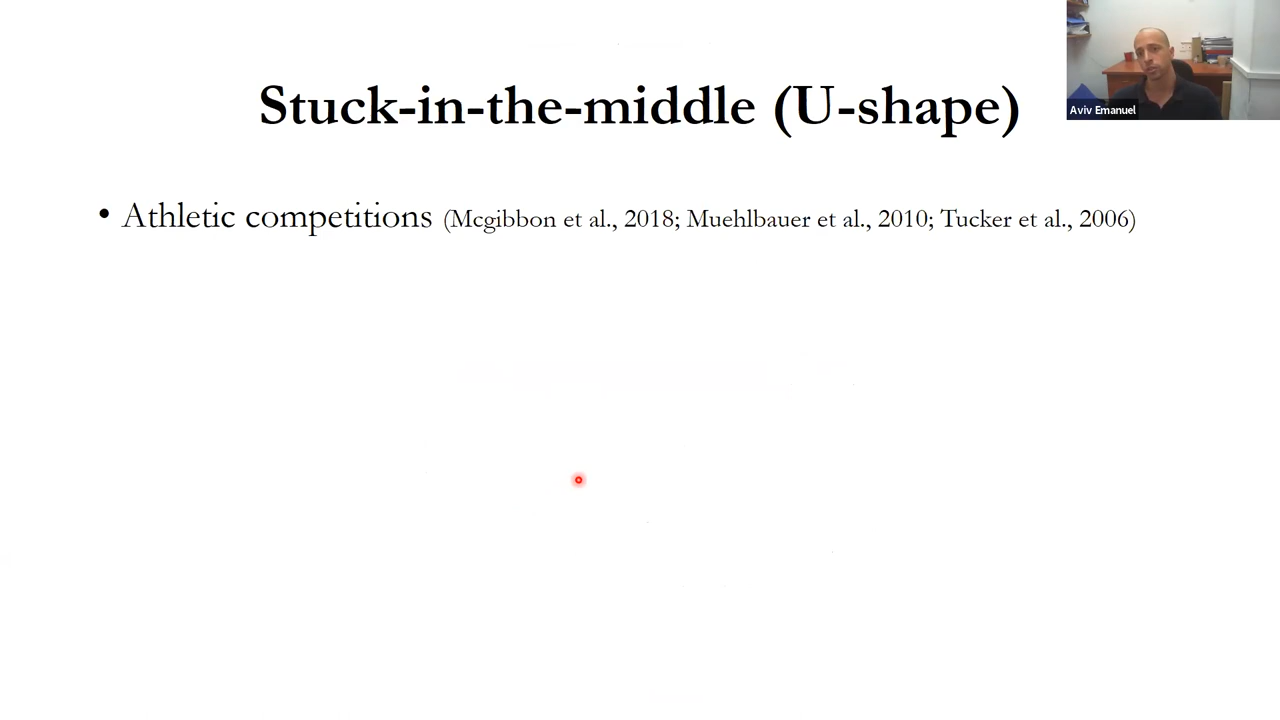 Stuck-in-the-middle (U-shape)
Aviv Emanuel
• Athletic competitions (Mcgibbon et al., 2018; Muehlbauer et al., 2010; Tucker et al., 2006)